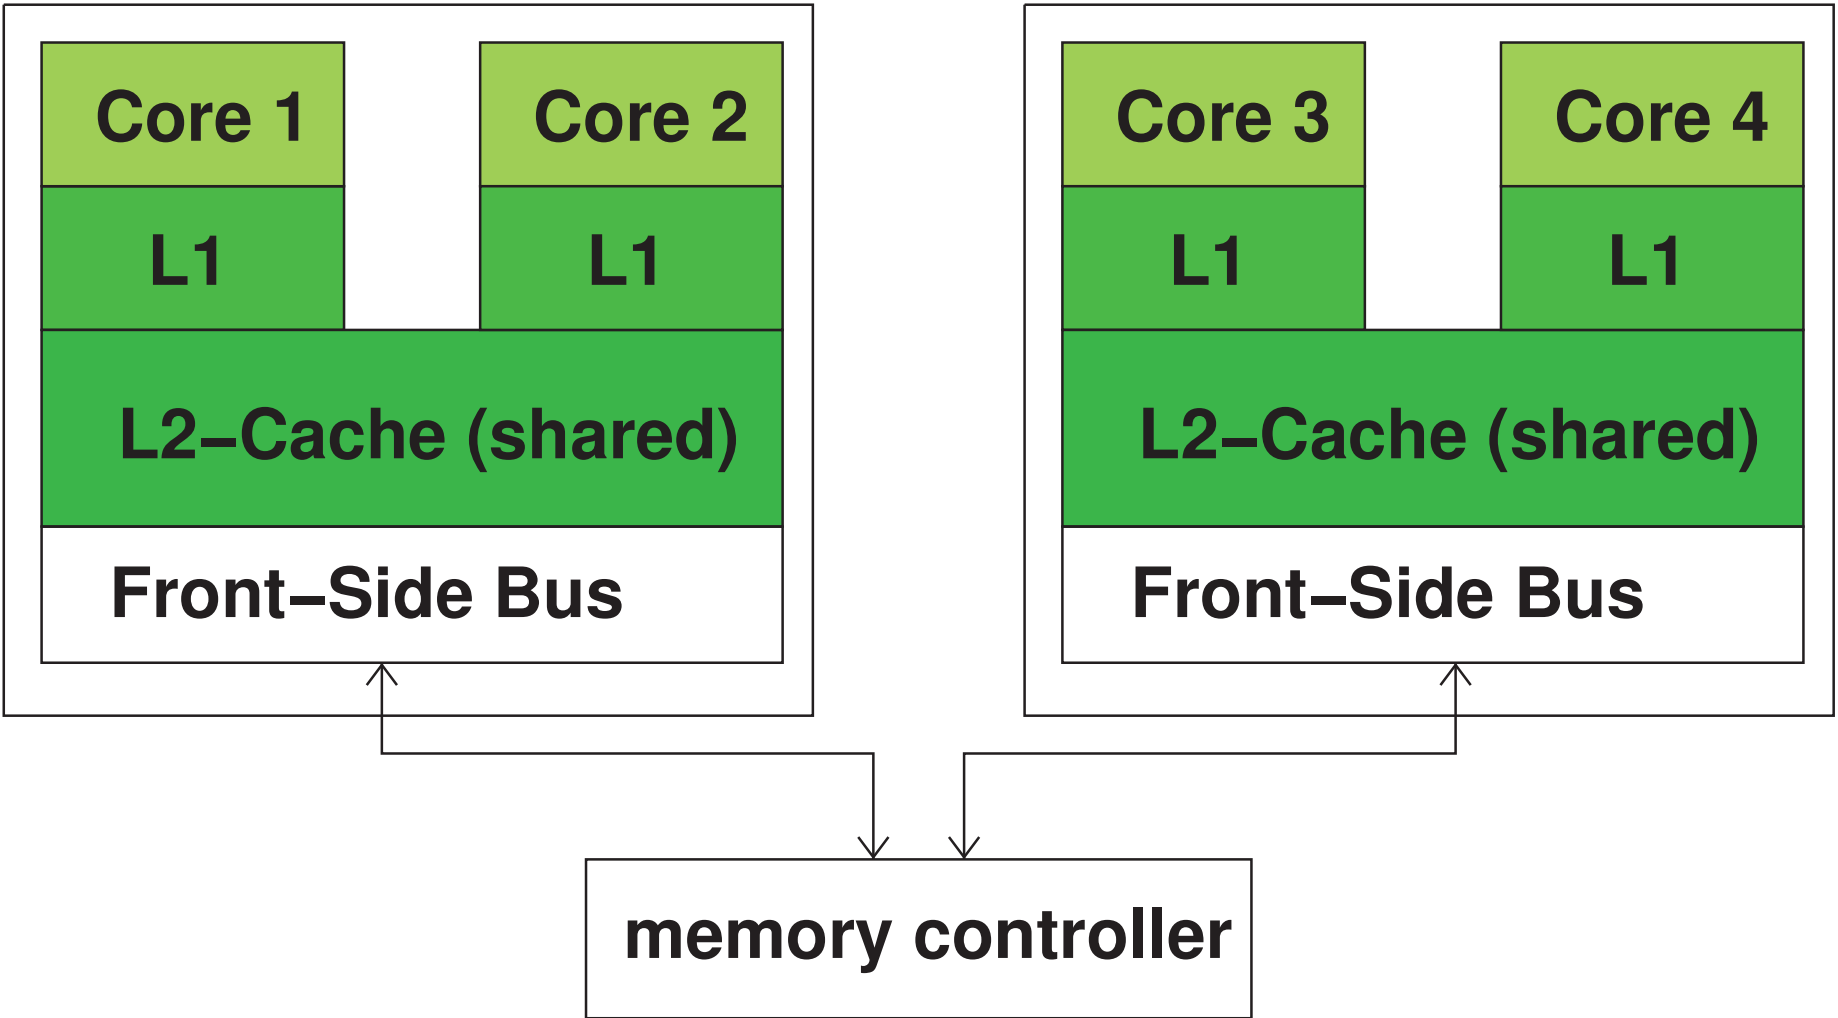 Core 1
Core 2
L1
L1
L2–Cache (shared)
Front–Side Bus
Core 3
Core 4
L1
L1
L2–Cache (shared)
Front–Side Bus
memory controller